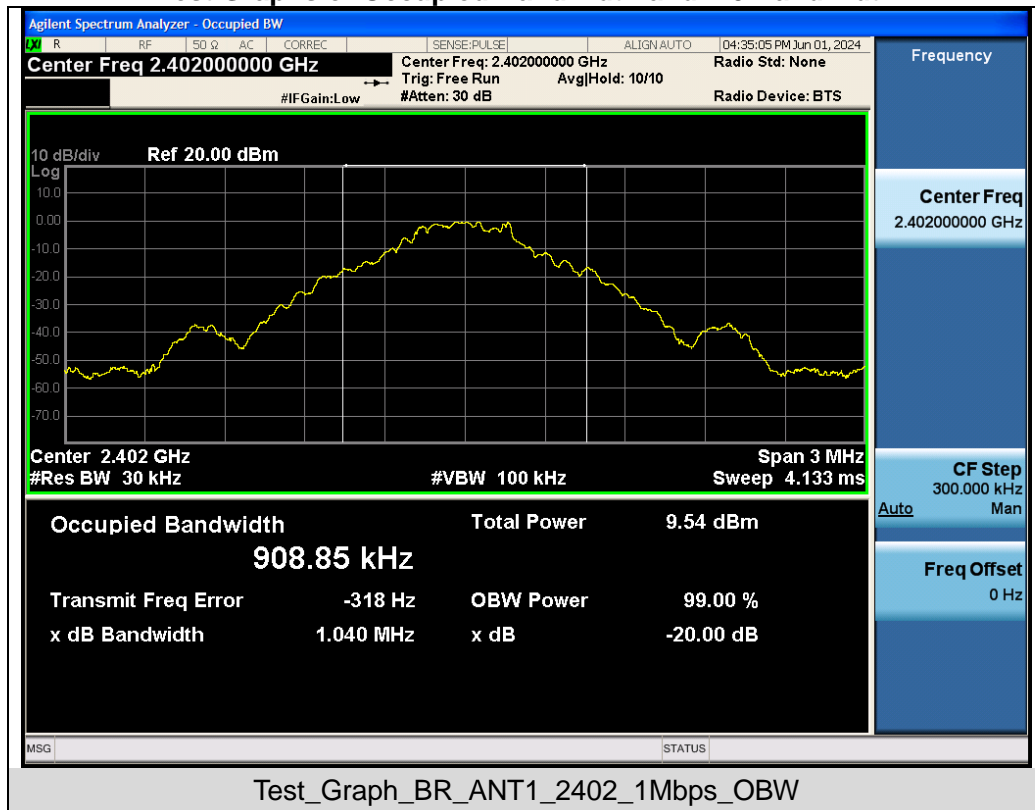 Agilent Spectrum Analyzer - Occupied BW
LXI R RF 50 Ω AC CORREC SENSE:PULSE ALIGN AUTO 04:35:05 PM Jun 01, 2024
Center Freq 2.402000000 GHz
Center Freq: 2.402000000 GHz
Radio Std: None
Trig: Free Run Avg|Hold: 10/10
#IFGain:Low
#Atten: 30 dB
Radio Device: BTS
10 dB/div Ref 20.00 dBm
Log
10.0
0.00
-10.0
-20.0
-30.0
-40.0
-50.0
-60.0
-70.0
Center 2.402 GHz Span 3 MHz
#Res BW 30 kHz #VBW 100 kHz Sweep 4.133 ms
Occupied Bandwidth
908.85 kHz
Total Power 9.54 dBm
Transmit Freq Error -318 Hz OBW Power 99.00 %
x dB Bandwidth 1.040 MHz x dB -20.00 dB
MSG STATUS
Frequency
Center Freq
2.402000000 GHz
CF Step
300.000 kHz
Auto Man
Freq Offset
0 Hz
Test_Graph_BR_ANT1_2402_1Mbps_OBW